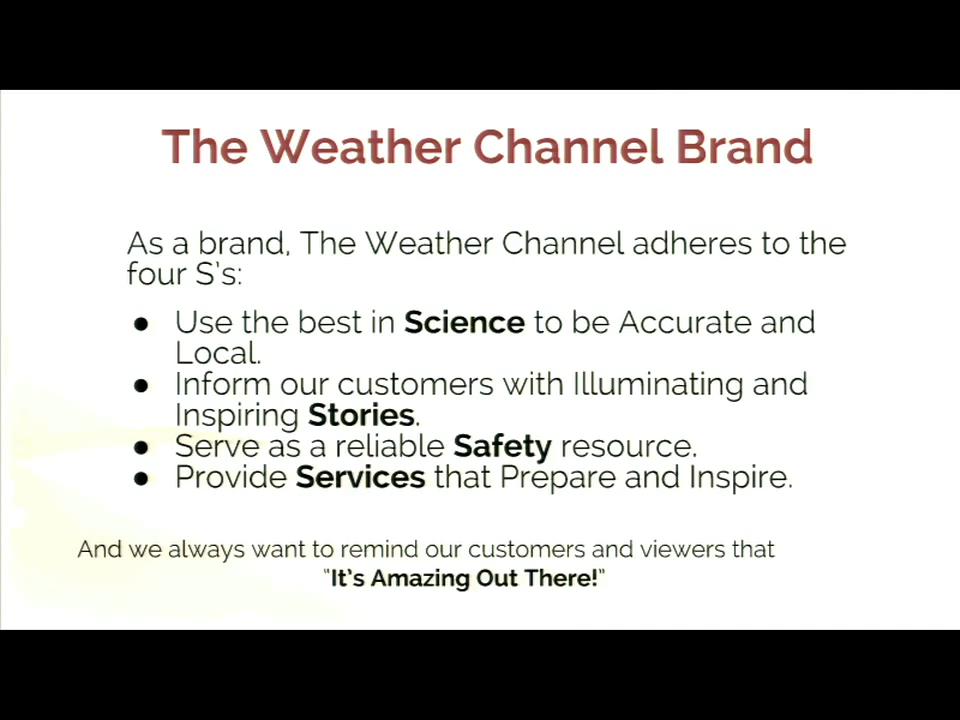 The Weather Channel Brand
As a brand, The Weather Channel adheres to the
four S's:
● Use the best in Science to be Accurate and
Local.
● Inform our customers with Illuminating and
Inspiring Stories.
● Serve as a reliable Safety resource.
● Provide Services that Prepare and Inspire.
And we always want to remind our customers and viewers that
"It's Amazing Out There!"